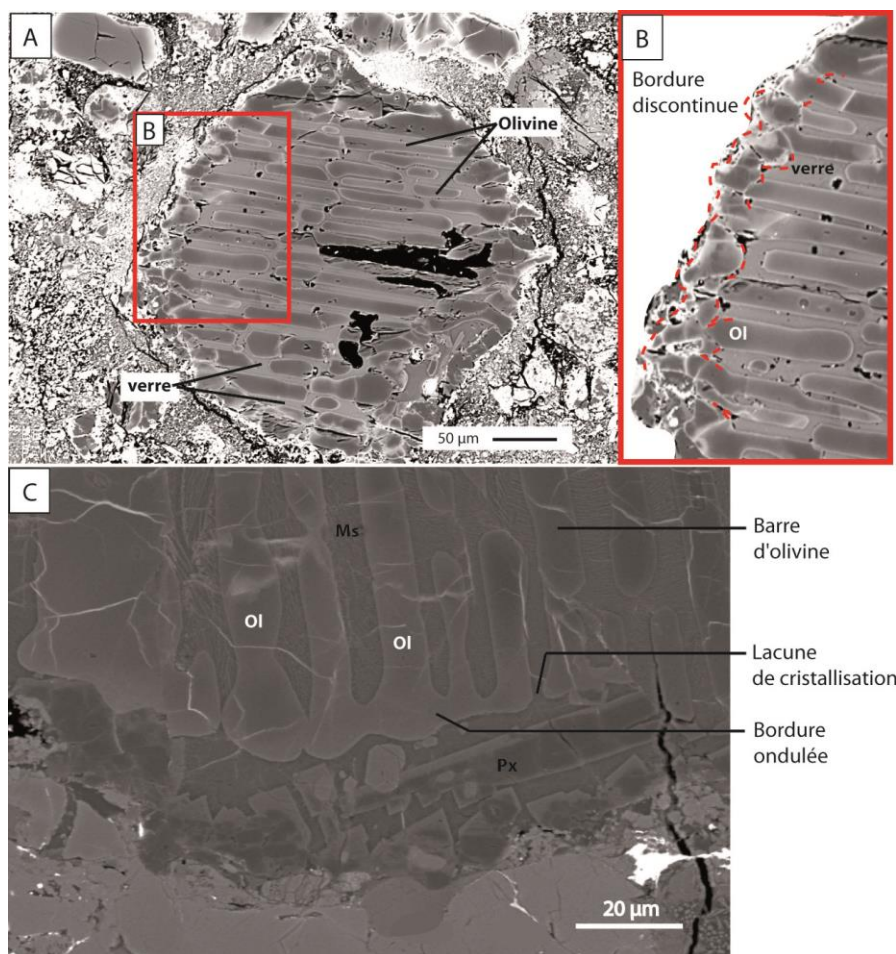 A
B
Olivine
verre
50 µm
B
Bordure
discontinue
verre
Ol
C
Ms
Ol
Ol
Px
20 µm
Barre
d'olivine
Lacune
de cristallisation
Bordure
ondulée